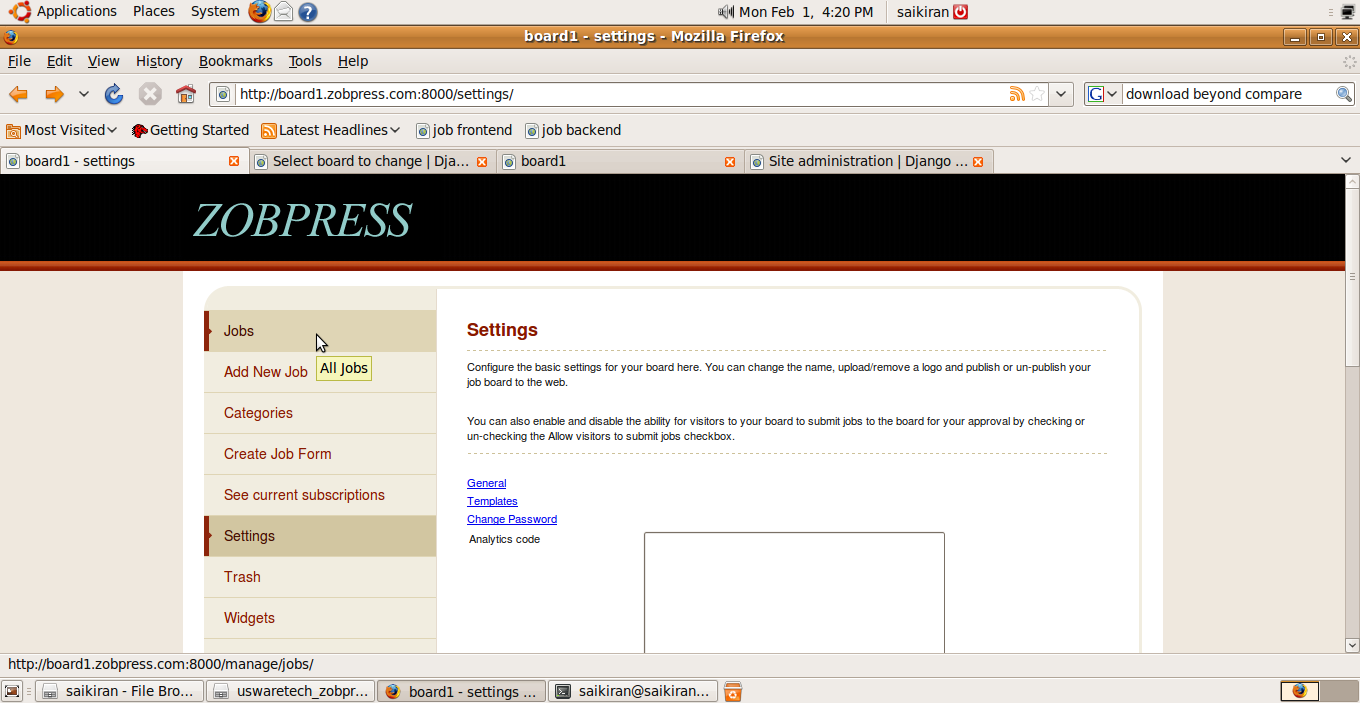 Applications Places System Mon Feb 1, 4:20 PM saikiran
board1 - settings - Mozilla Firefox
File Edit View History Bookmarks Tools Help
http://board1.zobpress.com:8000/settings/ G download beyond compare
Most Visited Getting Started Latest Headlines job frontend job backend
board1 - settings Select board to change | Dja... board1 Site administration | Django ...
ZOBPRESS
Jobs
All Jobs
Add New Job
Categories
Create Job Form
See current subscriptions
Settings
Trash
Widgets
Settings
Configure the basic settings for your board here. You can change the name, upload/remove a logo and publish or un-publish your
job board to the web.
You can also enable and disable the ability for visitors to your board to submit jobs to the board for your approval by checking or
un-checking the Allow visitors to submit jobs checkbox.
General
Templates
Change Password
Analytics code
http://board1.zobpress.com:8000/manage/jobs/
saikiran - File Bro... uswaretech_zobpr... board1 - settings ... saikiran@saikiran...